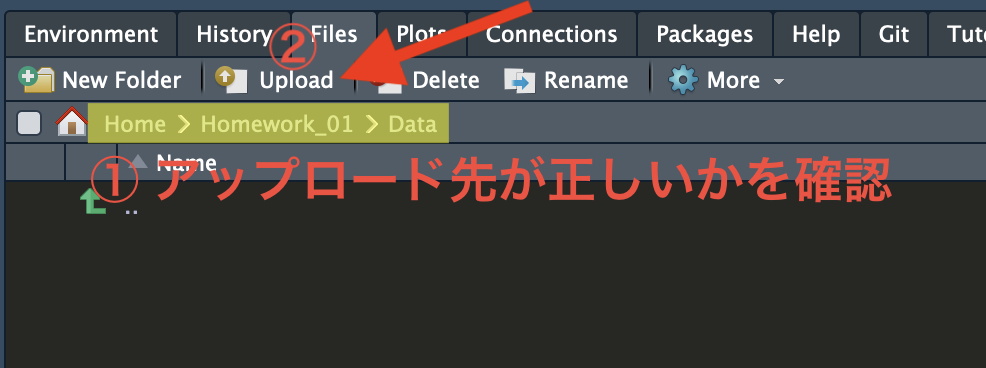 Environment History Files Plots Connections Packages Help Git Tuto
② New Folder Upload Delete Rename More
Home Homework_01 Data
Name
① アップロード先が正しいかを確認
..